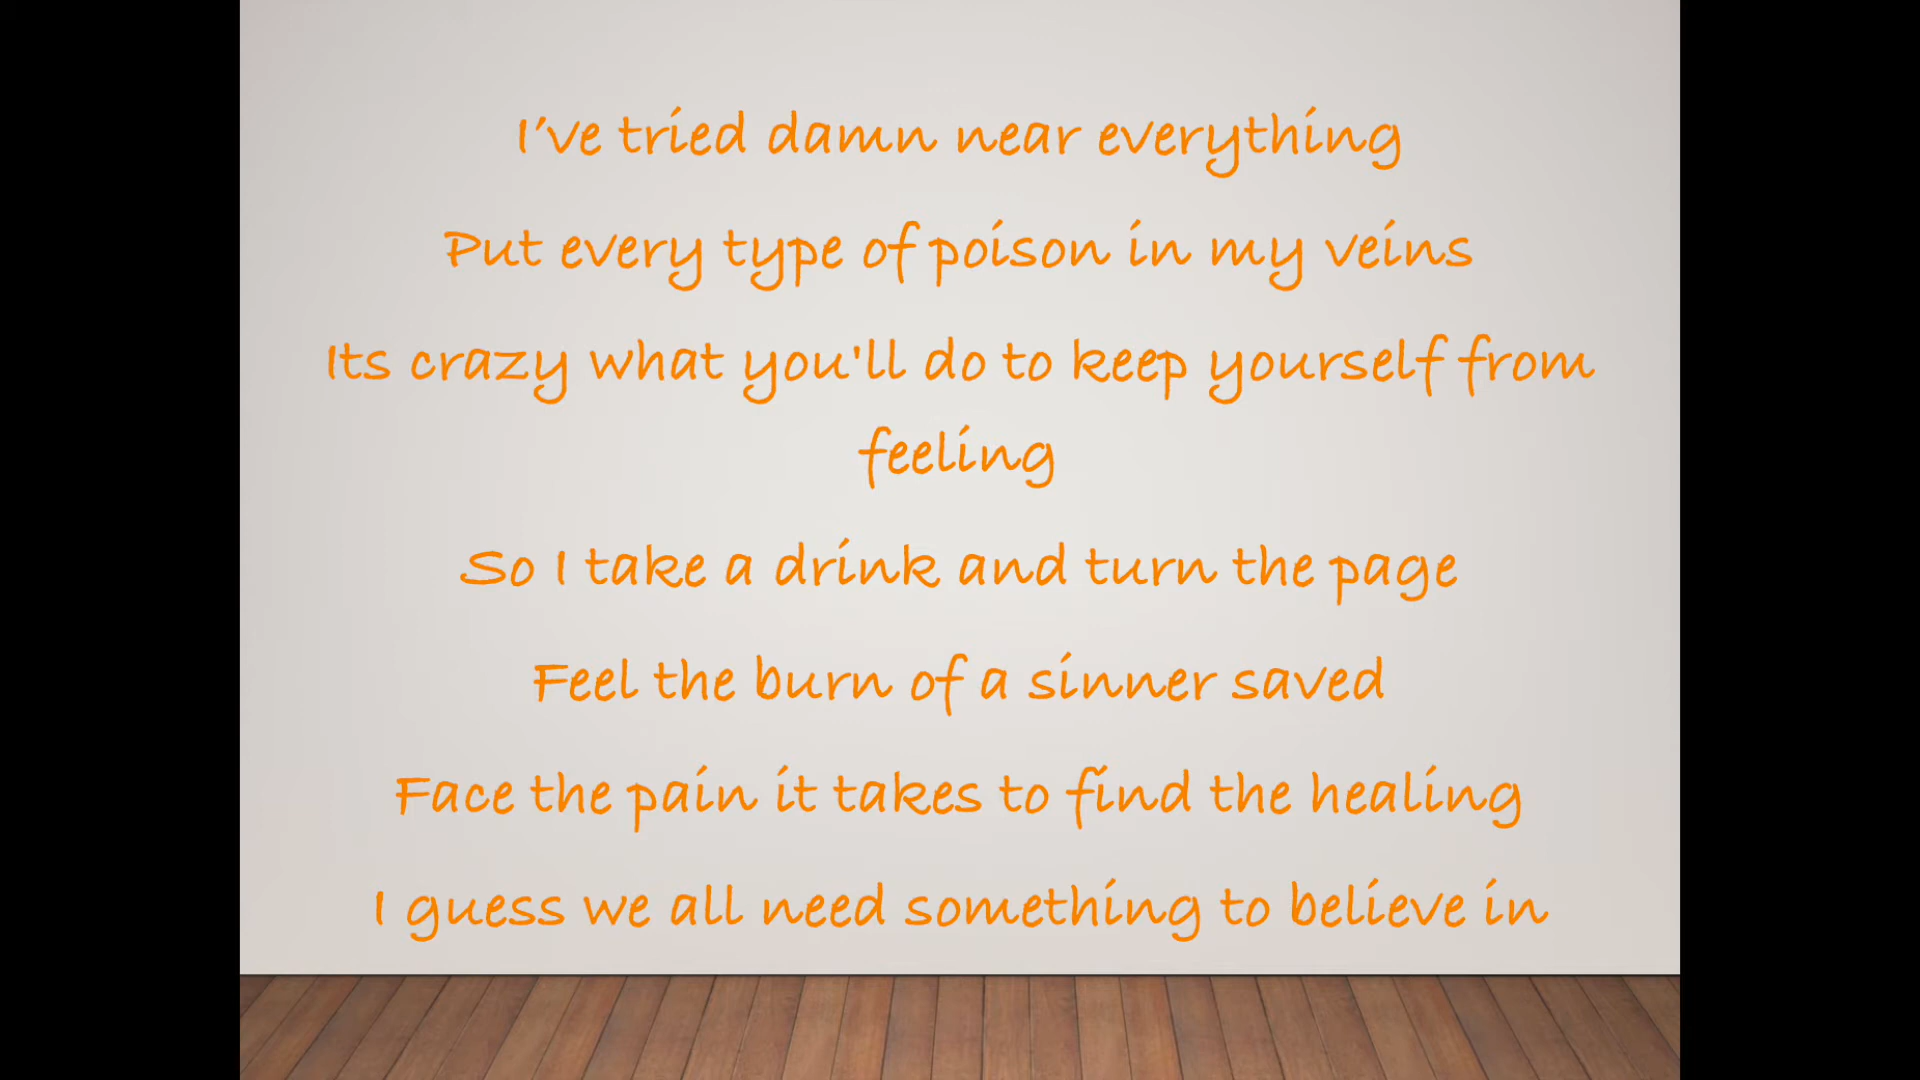 I've tried damn near everything
Put every type of poison in my veins
Its crazy what you'll do to keep yourself from
feeling
So I take a drink and turn the page
Feel the burn of a sinner saved
Face the pain it takes to find the healing
I guess we all need something to believe in